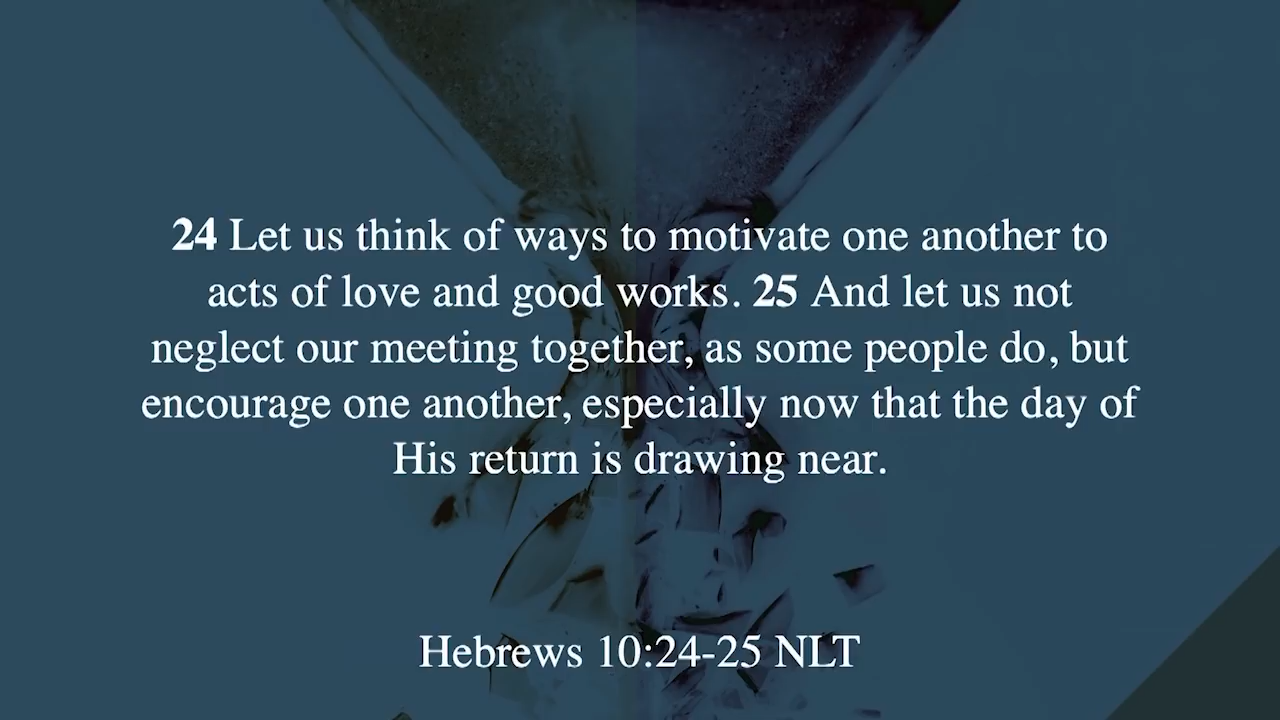 24 Let us think of ways to motivate one another to
acts of love and good works. 25 And let us not
neglect our meeting together, as some people do, but
encourage one another, especially now that the day of
His return is drawing near.
Hebrews 10:24-25 NLT